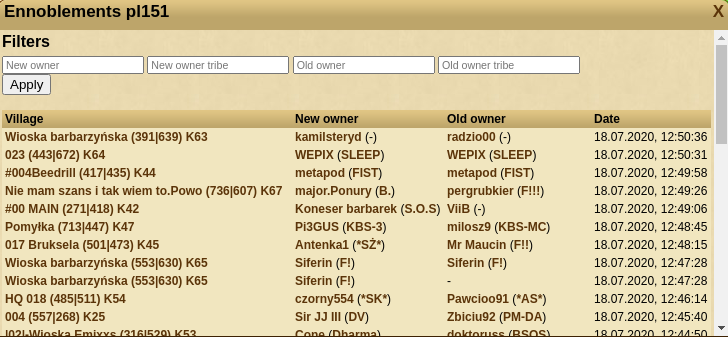 Ennoblements pl151 X
Filters
New owner New owner tribe Old owner Old owner tribe
Apply
Village New owner Old owner Date
Wioska barbarzyńska (391|639) K63 kamilsteryd (-) radzio00 (-) 18.07.2020, 12:50:36
023 (443|672) K64 WEPIX (SLEEP) WEPIX (SLEEP) 18.07.2020, 12:50:31
#004Beedrill (417|435) K44 metapod (FIST) metapod (FIST) 18.07.2020, 12:49:58
Nie mam szans i tak wiem to.Powo (736|607) K67 major.Ponury (B.) pergrubkier (F!!!) 18.07.2020, 12:49:26
#00 MAIN (271|418) K42 Koneser barbarek (S.O.S) ViiB (-) 18.07.2020, 12:49:06
Pomyłka (713|447) K47 Pi3GUS (KBS-3) milosz9 (KBS-MC) 18.07.2020, 12:48:45
017 Bruksela (501|473) K45 Antenka1 (*SŻ*) Mr Maucin (F!!) 18.07.2020, 12:48:15
Wioska barbarzyńska (553|630) K65 Siferin (F!) Siferin (F!) 18.07.2020, 12:47:28
Wioska barbarzyńska (553|630) K65 Siferin (F!) - 18.07.2020, 12:47:28
HQ 018 (485|511) K54 czorny554 (*SK*) Pawcioo91 (*AS*) 18.07.2020, 12:46:14
004 (557|268) K25 Sir JJ III (DV) Zbiciu92 (PM-DA) 18.07.2020, 12:45:40
(316|529) K53 Cone (Dharma) doktoruss (BSOS) 18.07.2020, 12:44:50